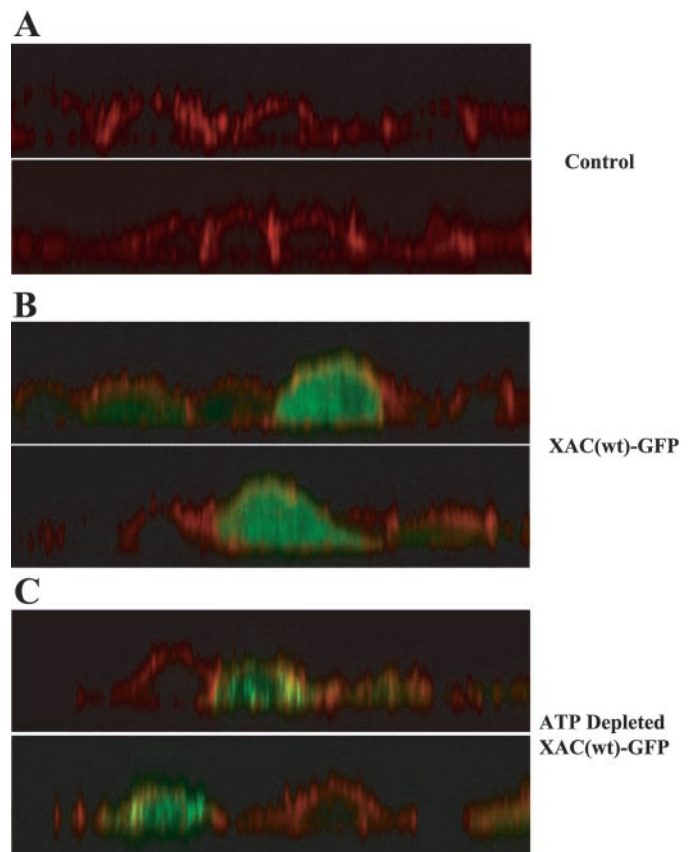 A
Control
B
XAC(wt)-GFP
C
ATP Depleted
XAC(wt)-GFP